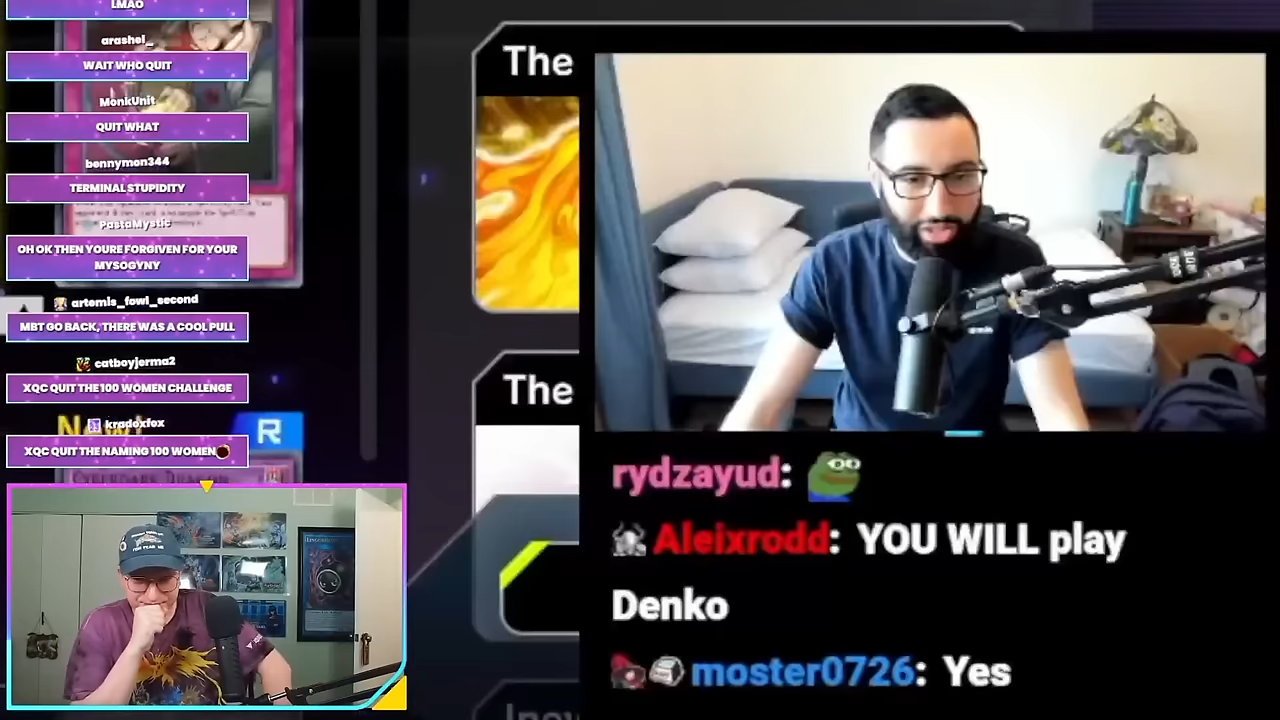 LMAO
arashel_
WAIT WHO QUIT
MonkUnit
QUIT WHAT
bennymon344
TERMINAL STUPIDITY
PastaMystic
OH OK THEN YOURE FORGIVEN FOR YOUR
MYSOGYNY
artemis_fowl_second
MBT GO BACK, THERE WAS A COOL PULL
catboyjerma2
XQC QUIT THE 100 WOMEN CHALLENGE
kradoxfox
XQC QUIT THE NAMING 100 WOMEN
R
The
The
rydzayud:
Aleixrodd: YOU WILL play
Denko
moster0726: Yes